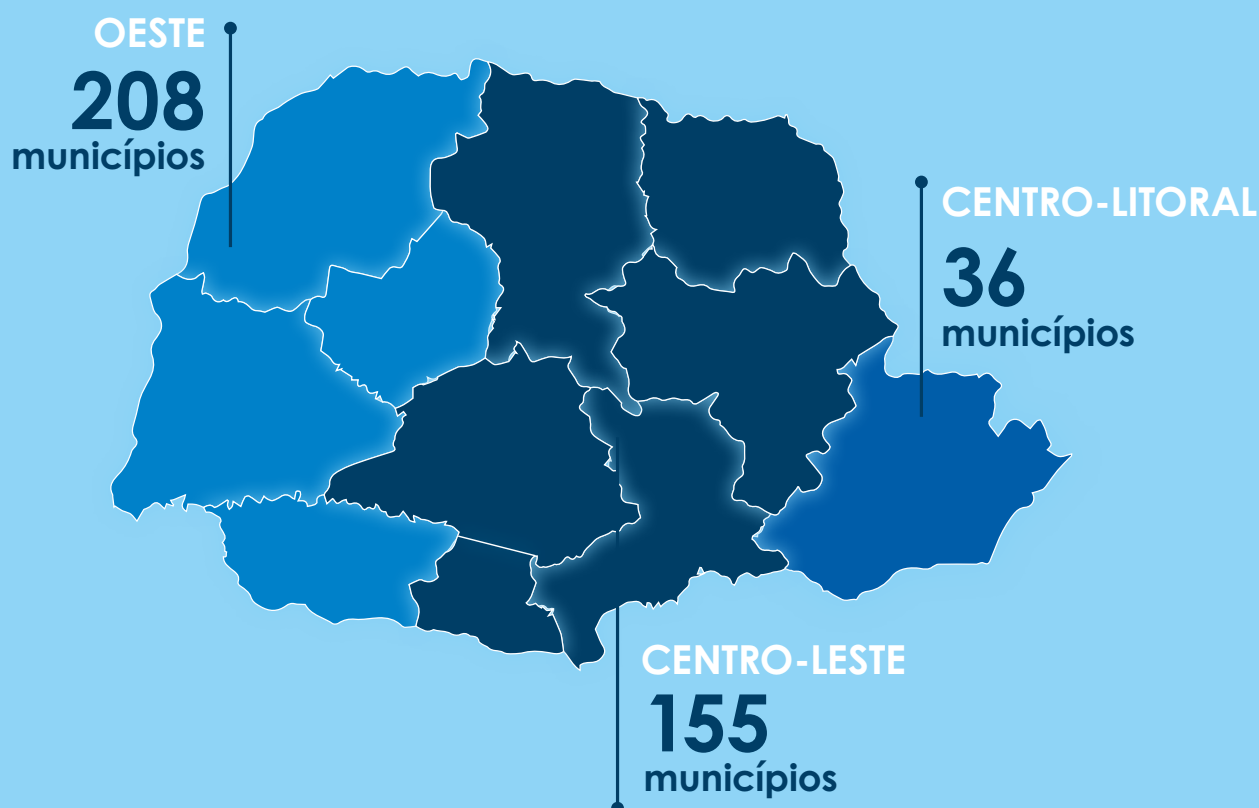 OESTE
208
municípios
CENTRO-LITORAL
36
municípios
CENTRO-LESTE
155
municípios